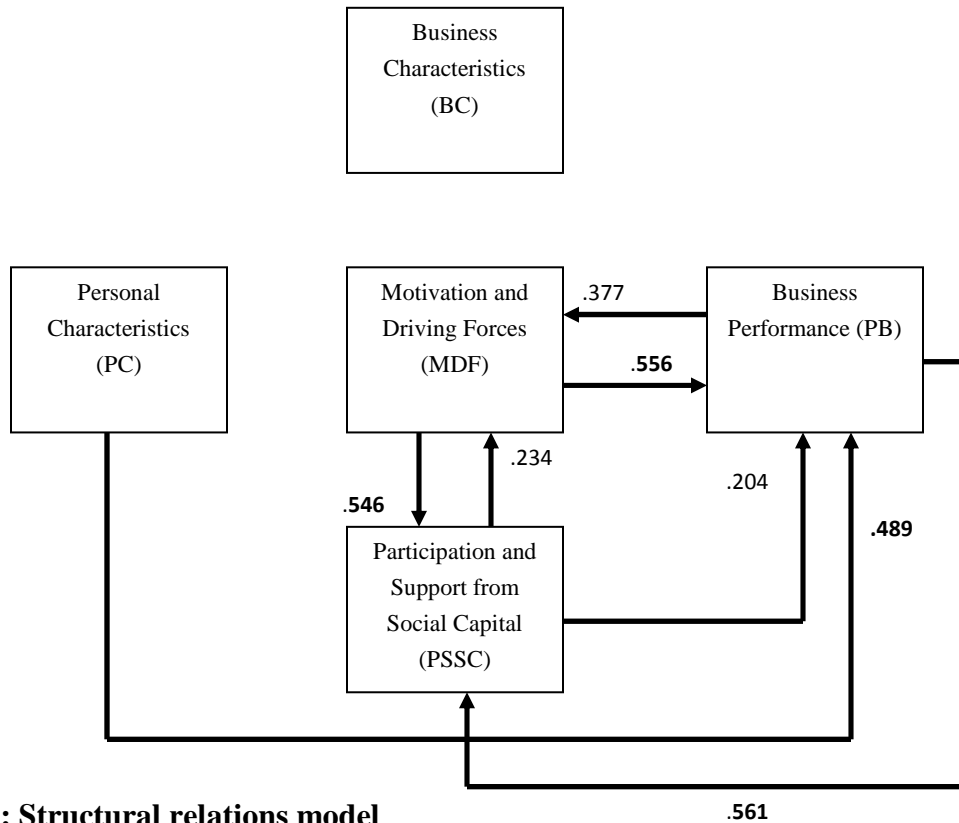 Business
Characteristics
(BC)
Personal
Characteristics
(PC)
Motivation and
Driving Forces
(MDF)
.377
.556
Business
Performance (PB)
.546
.234
.204
.489
Participation and
Support from
Social Capital
(PSSC)
: Structural relations model
.561